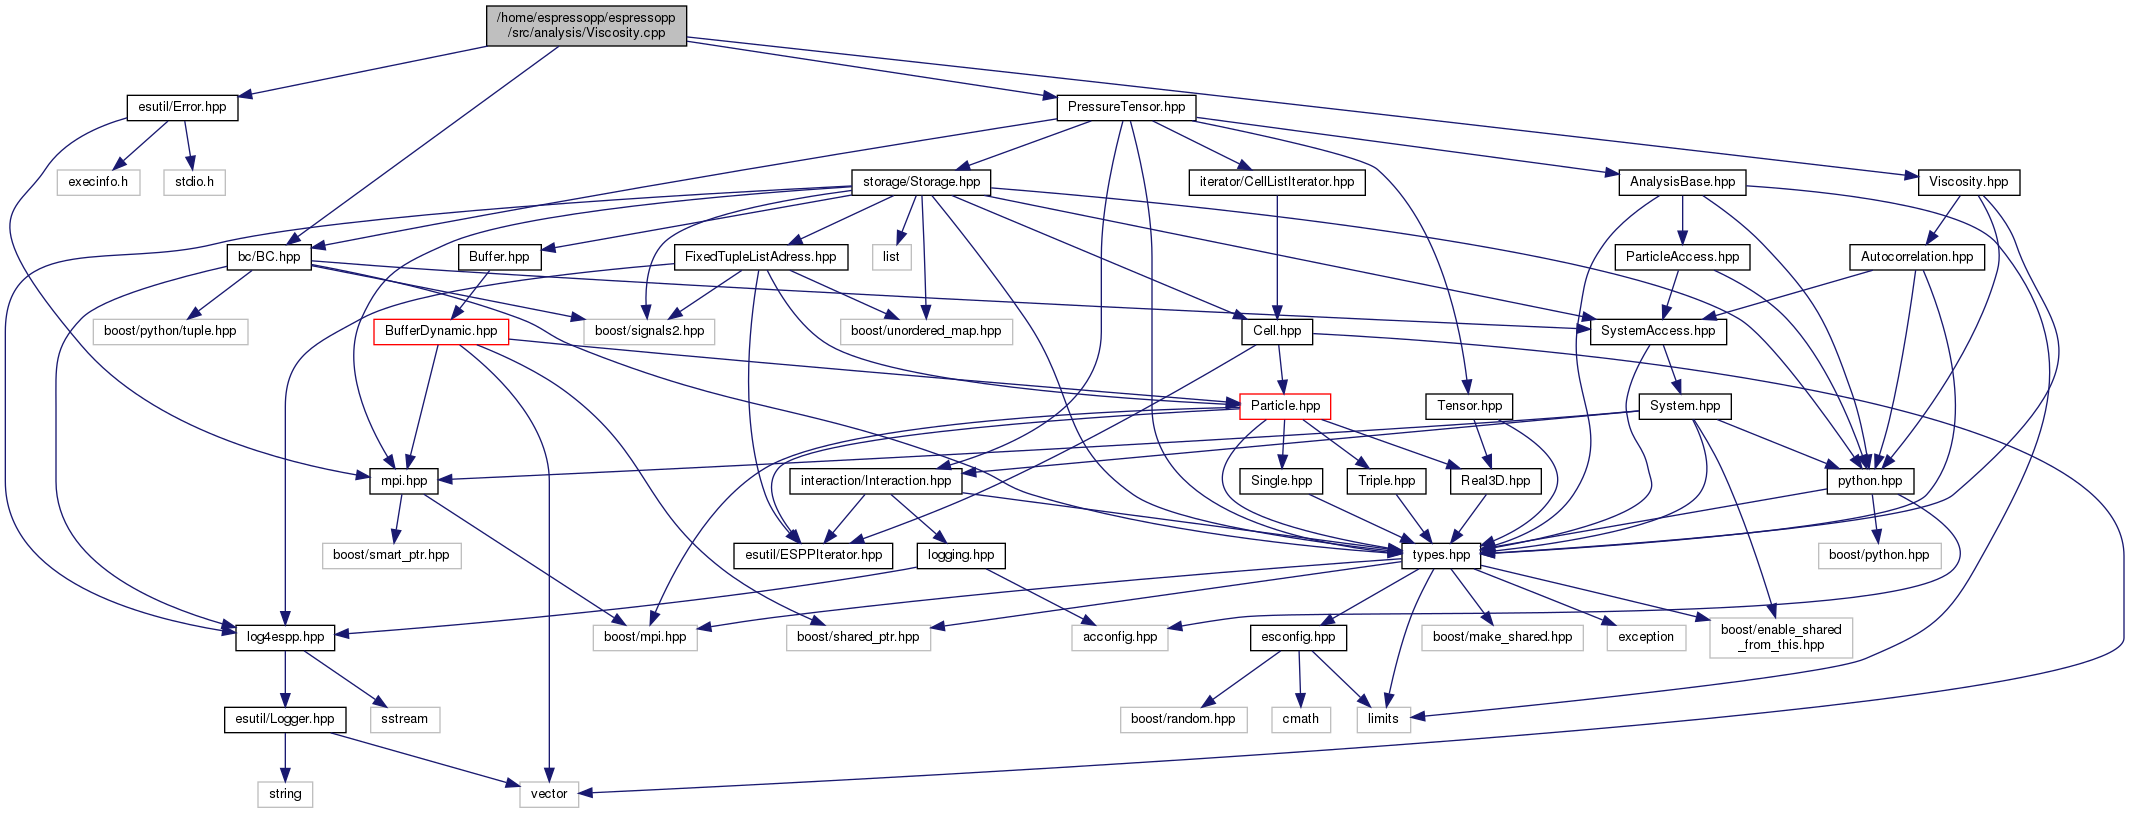 /home/espressopp/espressopp
/src/analysis/Viscosity.cpp
esutil/Error.hpp
PressureTensor.hpp
execinfo.h
stdio.h
storage/Storage.hpp
iterator/CellListIterator.hpp
AnalysisBase.hpp
Viscosity.hpp
bc/BC.hpp
Buffer.hpp
FixedTupleListAdress.hpp
list
ParticleAccess.hpp
Autocorrelation.hpp
boost/python/tuple.hpp
BufferDynamic.hpp
boost/signals2.hpp
boost/unordered_map.hpp
Cell.hpp
SystemAccess.hpp
Particle.hpp
Tensor.hpp
System.hpp
mpi.hpp
interaction/Interaction.hpp
Single.hpp
Triple.hpp
Real3D.hpp
python.hpp
boost/smart_ptr.hpp
esutil/ESPPIterator.hpp
logging.hpp
types.hpp
boost/python.hpp
log4espp.hpp
boost/mpi.hpp
boost/shared_ptr.hpp
acconfig.hpp
esconfig.hpp
boost/make_shared.hpp
exception
boost/enable_shared
_from_this.hpp
esutil/Logger.hpp
sstream
boost/random.hpp
cmath
limits
string
vector